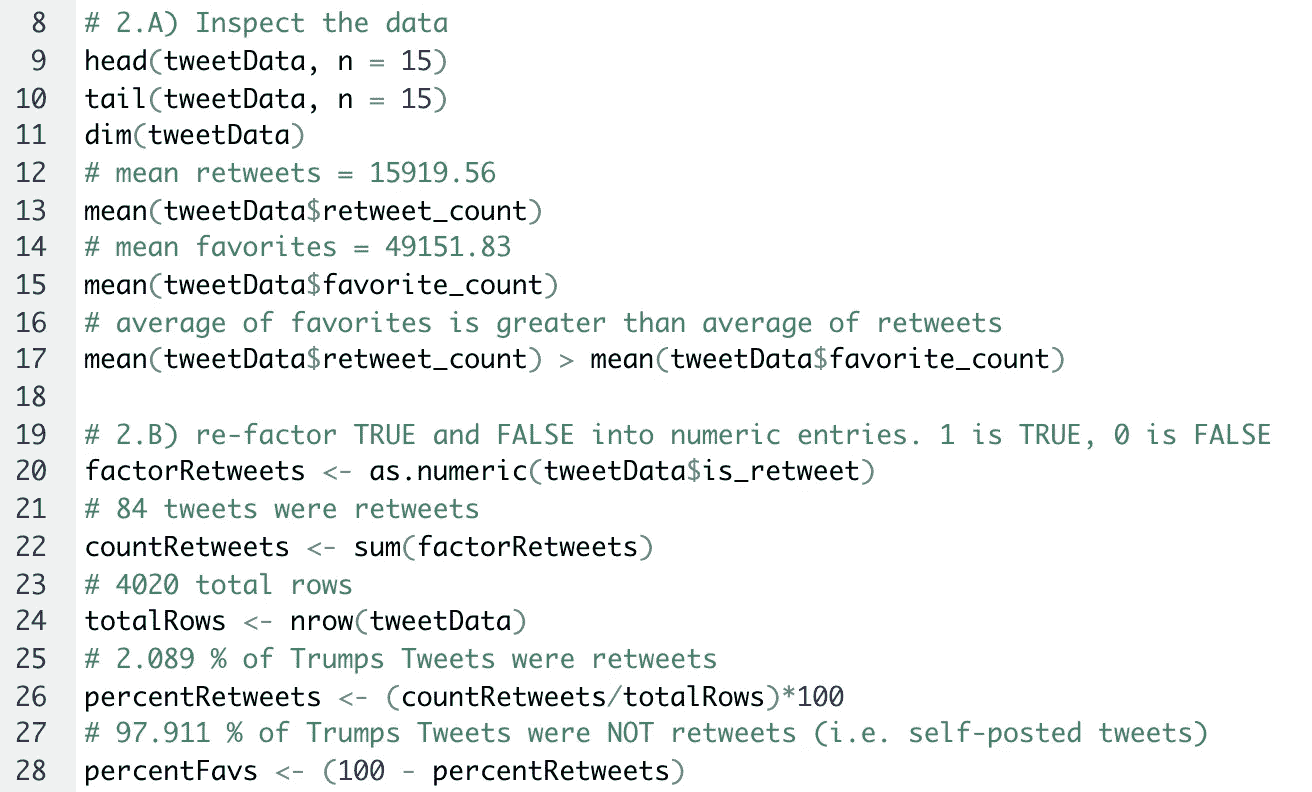 8 # 2.A) Inspect the data
9 head(tweetData, n = 15)
10 tail(tweetData, n = 15)
11 dim(tweetData)
12 # mean retweets = 15919.56
13 mean(tweetData$retweet_count)
14 # mean favorites = 49151.83
15 mean(tweetData$favorite_count)
16 # average of favorites is greater than average of retweets
17 mean(tweetData$retweet_count) > mean(tweetData$favorite_count)
18
19 # 2.B) re-factor TRUE and FALSE into numeric entries. 1 is TRUE, 0 is FALSE
20 factorRetweets <- as.numeric(tweetData$is_retweet)
21 # 84 tweets were retweets
22 countRetweets <- sum(factorRetweets)
23 # 4020 total rows
24 totalRows <- nrow(tweetData)
25 # 2.089 % of Trumps Tweets were retweets
26 percentRetweets <- (countRetweets/totalRows)*100
27 # 97.911 % of Trumps Tweets were NOT retweets (i.e. self-posted tweets)
28 percentFavs <- (100 - percentRetweets)